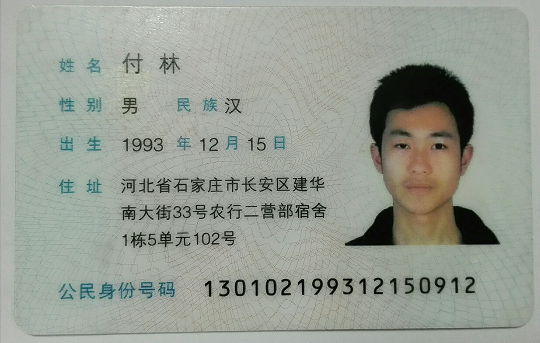 姓名 付林
性别 男 民族 汉
出生 1993 年 12 月 15 日
住址 河北省石家庄市长安区建华
南大街33号农行二营部宿舍
1栋5单元102号
公民身份号码 130102199312150912